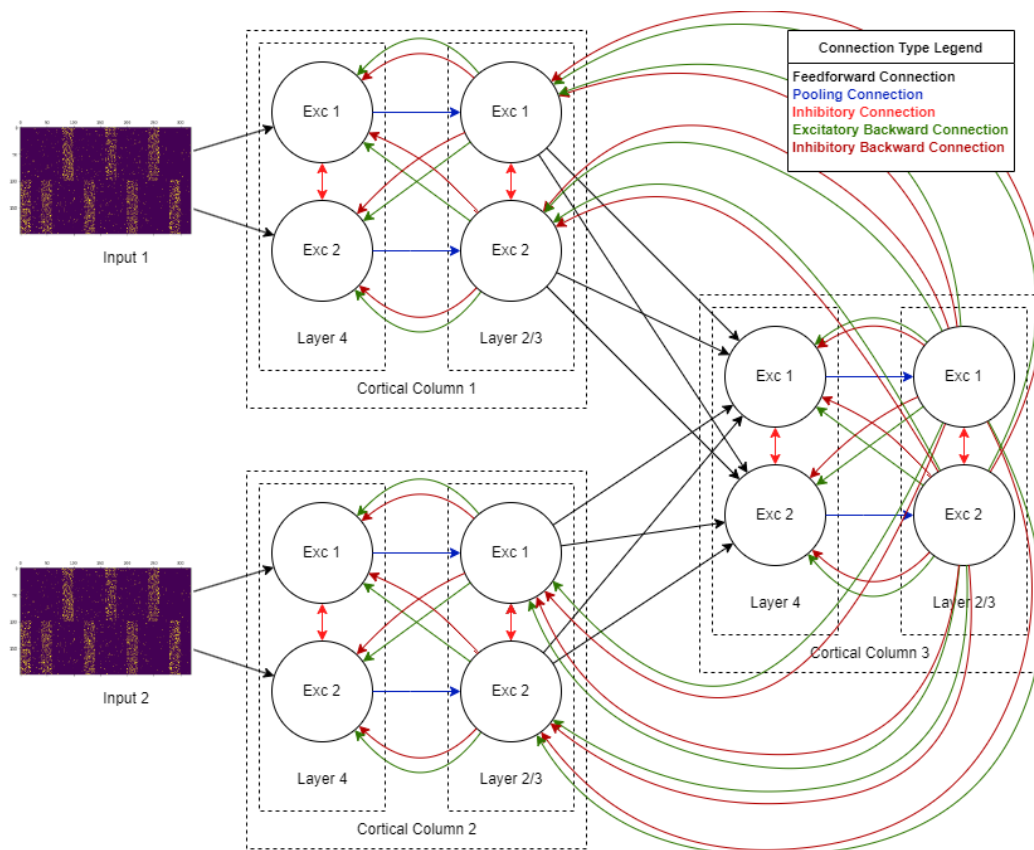 Connection Type Legend
Feedforward Connection
Pooling Connection
Inhibitory Connection
Excitatory Backward Connection
Inhibitory Backward Connection
Exc 1
Exc 1
Exc 2
Exc 2
Input 1
Layer 4
Layer 2/3
Cortical Column 1
Exc 1
Exc 1
Exc 2
Exc 2
Layer 4
Layer 2/3
Cortical Column 3
Exc 1
Exc 1
Exc 2
Exc 2
Input 2
Layer 4
Layer 2/3
Cortical Column 2